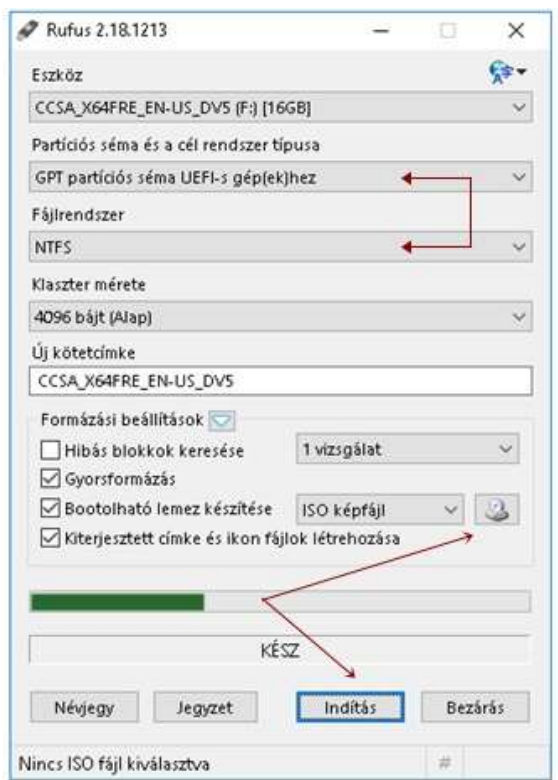 Rufus 2.18.1213
Eszköz
CCSA_X64FRE_EN-US_DV5 (F:) [16GB]
Partíciós séma és a cél rendszer típusa
GPT partíciós séma UEFI-s gép(ek)hez
Fájlrendszer
NTFS
Klaszter mérete
4096 bájt (Alap)
Új kötetcímke
CCSA_X64FRE_EN-US_DV5
Formázási beállítások
Hibás blokkok keresése 1 vizsgálat
Gyorsformázás
Bootolható lemez készítése ISO képfájl
Kiterjesztett címke és ikon fájlok létrehozása
KÉSZ
Névjegy Jegyzet Indítás Bezárás
Nincs ISO fájl kiválasztva #